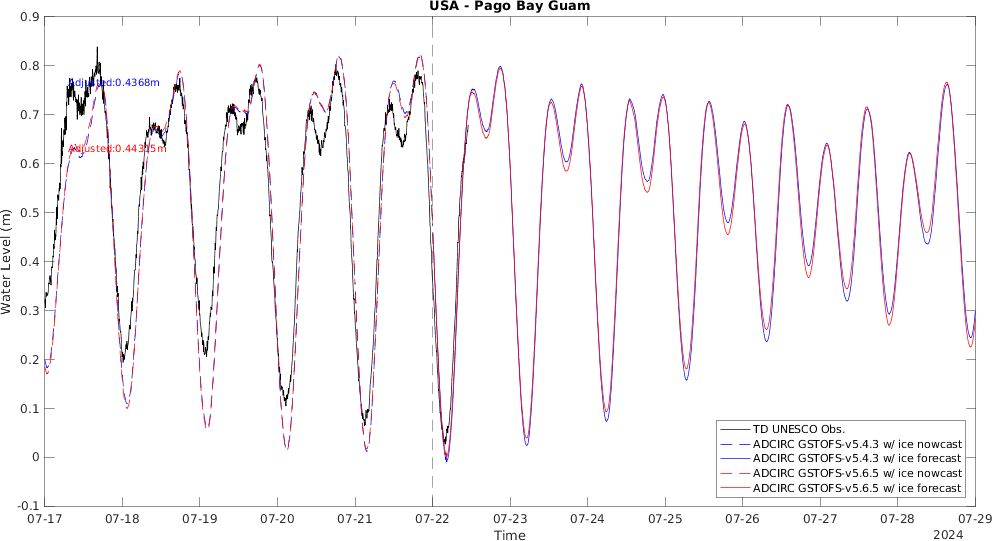 USA - Pago Bay Guam
0.9
0.8
0.7
0.6
0.5
0.4
0.3
0.2
0.1
0
-0.1
Water Level (m)
Adjusted:0.4368m
Adjusted:0.44315m
TD UNESCO Obs.
ADCIRC GSTOFS-v5.4.3 w/ ice nowcast
ADCIRC GSTOFS-v5.4.3 w/ ice forecast
ADCIRC GSTOFS-v5.6.5 w/ ice nowcast
ADCIRC GSTOFS-v5.6.5 w/ ice forecast
07-17 07-18 07-19 07-20 07-21 07-22 07-23 07-24 07-25 07-26 07-27 07-28 07-29
Time
2024